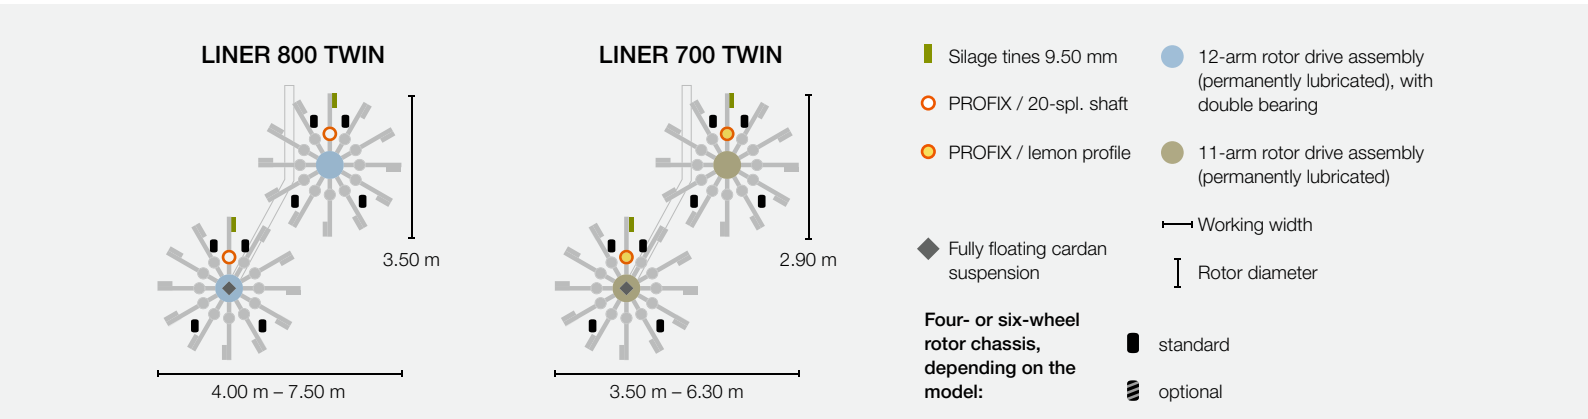 LINER 800 TWIN
3.50 m
4.00 m – 7.50 m
LINER 700 TWIN
2.90 m
3.50 m – 6.30 m
Silage tines 9.50 mm
PROFIX / 20-spl. shaft
PROFIX / lemon profile
Fully floating cardan
suspension
12-arm rotor drive assembly
(permanently lubricated), with
double bearing
11-arm rotor drive assembly
(permanently lubricated)
Working width
Rotor diameter
Four- or six-wheel
rotor chassis,
depending on the
model:
standard
optional